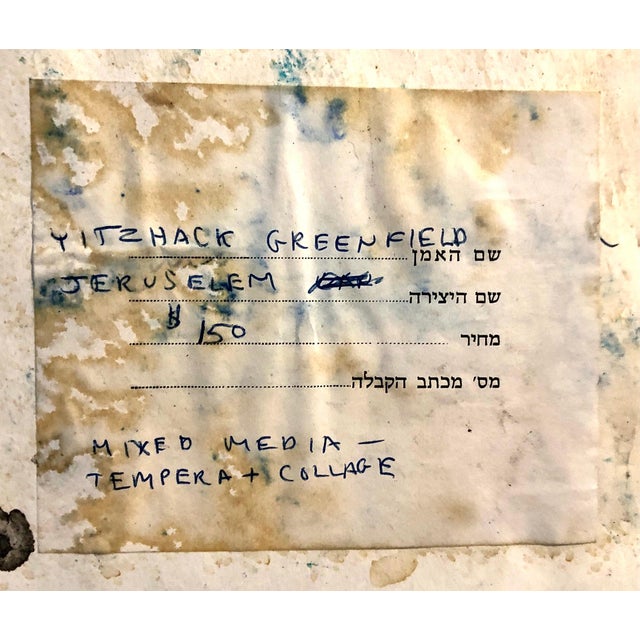 YITZHACK GREENFIELD
שם האמן
JERUSELEM
שם היצירה
$ 150
מחיר
מס' מכתב הקבלה
MIXED MEDIA —
TEMPERA + COLLAGE